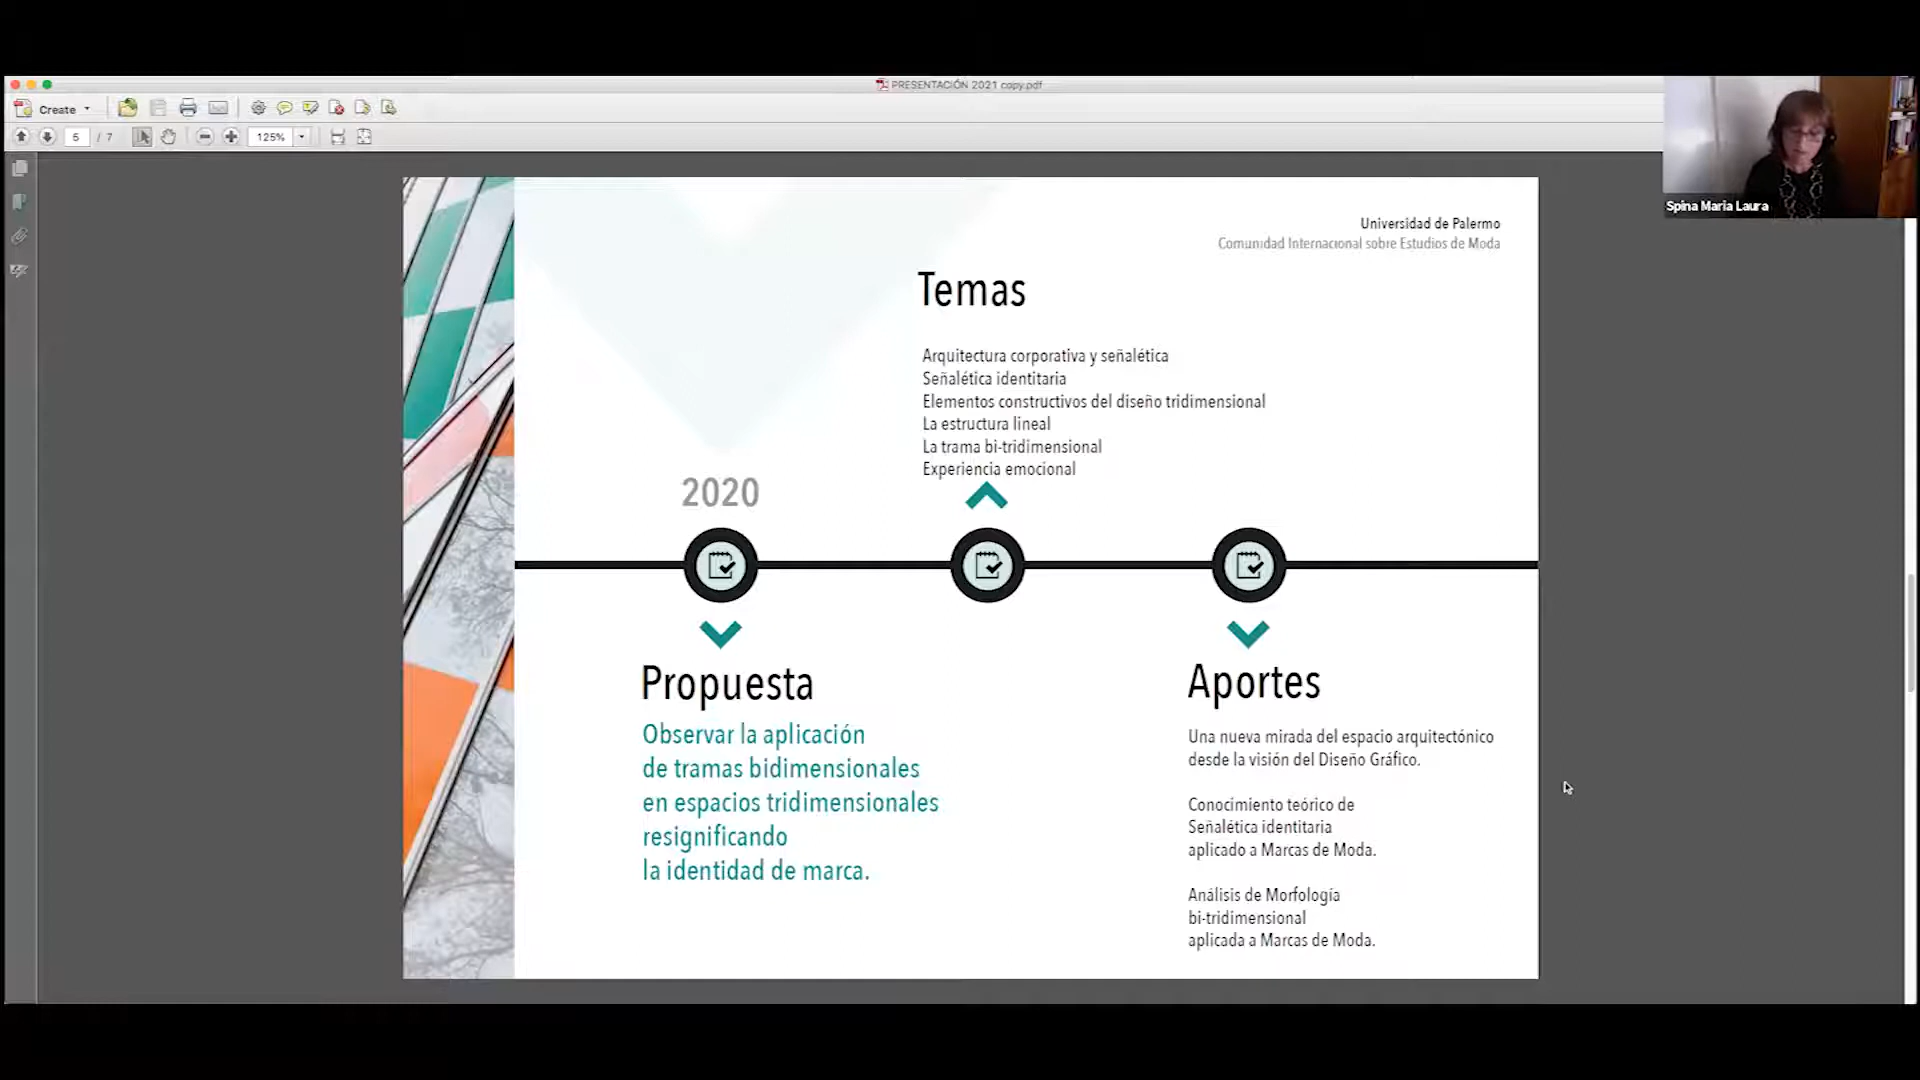 PRESENTACIÓN 2021 copy.pdf
Create
5 / 7
125%
Spina Maria Laura
Universidad de Palermo
Comunidad Internacional sobre Estudios de Moda
Temas
Arquitectura corporativa y señalética
Señalética identitaria
Elementos constructivos del diseño tridimensional
La estructura lineal
La trama bi-tridimensional
Experiencia emocional
2020
Propuesta
Observar la aplicación
de tramas bidimensionales
en espacios tridimensionales
resignificando
la identidad de marca.
Aportes
Una nueva mirada del espacio arquitectónico
desde la visión del Diseño Gráfico.
Conocimiento teórico de
Señalética identitaria
aplicado a Marcas de Moda.
Análisis de Morfología
bi-tridimensional
aplicada a Marcas de Moda.